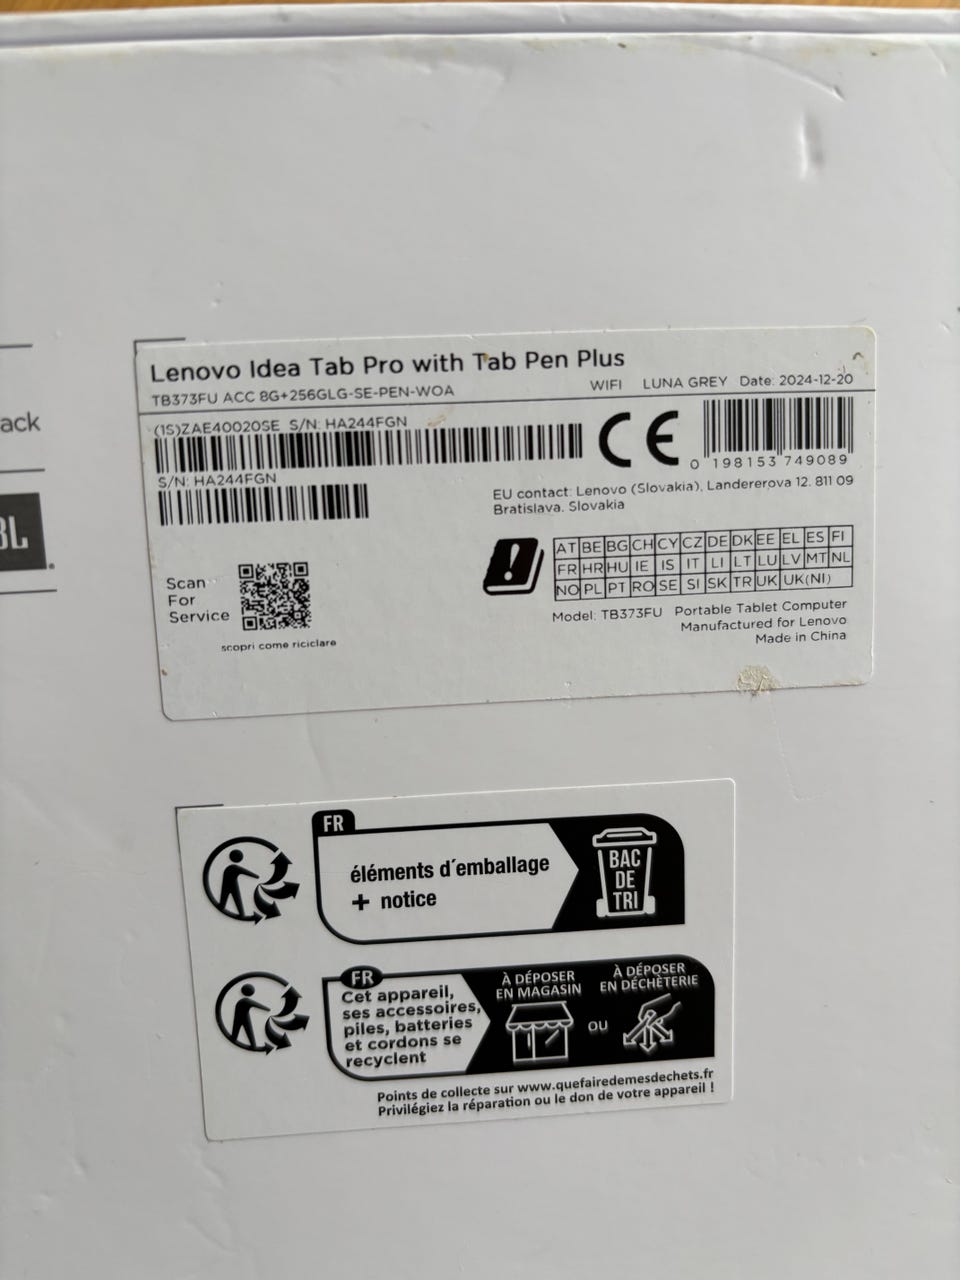 Lenovo Idea Tab Pro with Tab Pen Plus
TB373FU ACC 8G+256GLG-SE-PEN-WOA WIFI LUNA GREY Date: 2024-12-20
(1S)ZAE40020SE S/N: HA244FGN
0 198153 749089
S/N: HA244FGN
EU contact: Lenovo (Slovakia), Landererova 12, 811 09
Bratislava, Slovakia
ack
BL
AT BE BG CH CY CZ DE DK EE EL ES FI
FR HR HU IE IS IT LI LT LU LV MT NL
NO PL PT RO SE SI SK TR UK UK(NI)
Scan
For
Service
scopri come riciclare
Model: TB373FU Portable Tablet Computer
Manufactured for Lenovo
Made in China
FR
éléments d'emballage
+ notice
BAC
DE
TRI
FR
Cet appareil,
ses accessoires,
piles, batteries
et cordons se
recyclent
À DÉPOSER
EN MAGASIN
OU
À DÉPOSER
EN DÉCHÈTERIE
Points de collecte sur www.quefairedemesdechets.fr
Privilégiez la réparation ou le don de votre appareil !